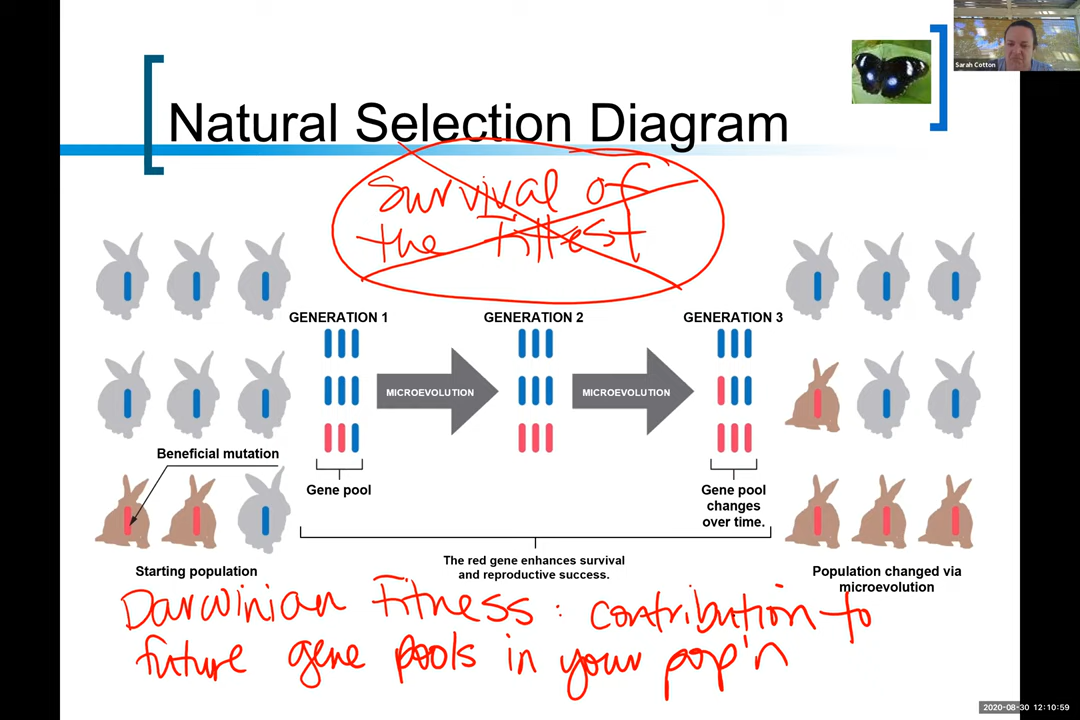 Sarah Cotton
Natural Selection Diagram
Survival of
the fittest
GENERATION 1
GENERATION 2
GENERATION 3
MICROEVOLUTION
MICROEVOLUTION
Beneficial mutation
Gene pool
Gene pool
changes
over time.
The red gene enhances survival
and reproductive success.
Starting population
Population changed via
microevolution
Darwinian Fitness : contribution to
future gene pools in your pop'n
2020-08-30 12:10:59